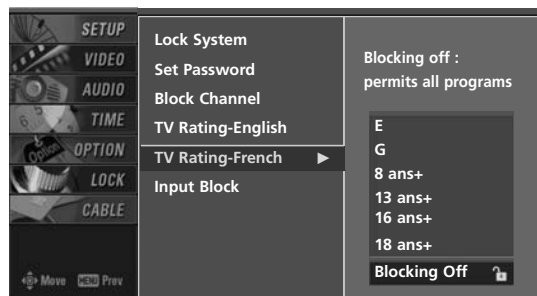 SETUP
VIDEO
AUDIO
TIME
OPTION
LOCK
CABLE
Move MENU Prev
Lock System
Set Password
Block Channel
TV Rating-English
TV Rating-French ►
Input Block
Blocking off :
permits all programs
E
G
8 ans+
13 ans+
16 ans+
18 ans+
Blocking Off